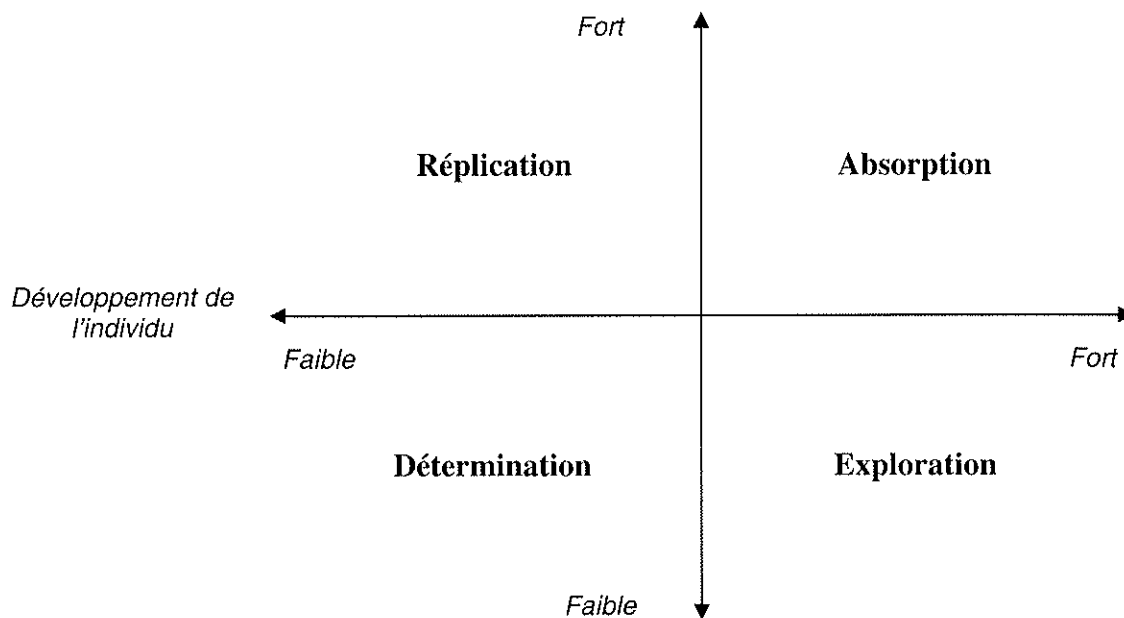 Fort
Réplication
Absorption
Développement de
l'individu
Faible
Fort
Détermination
Exploration
Faible